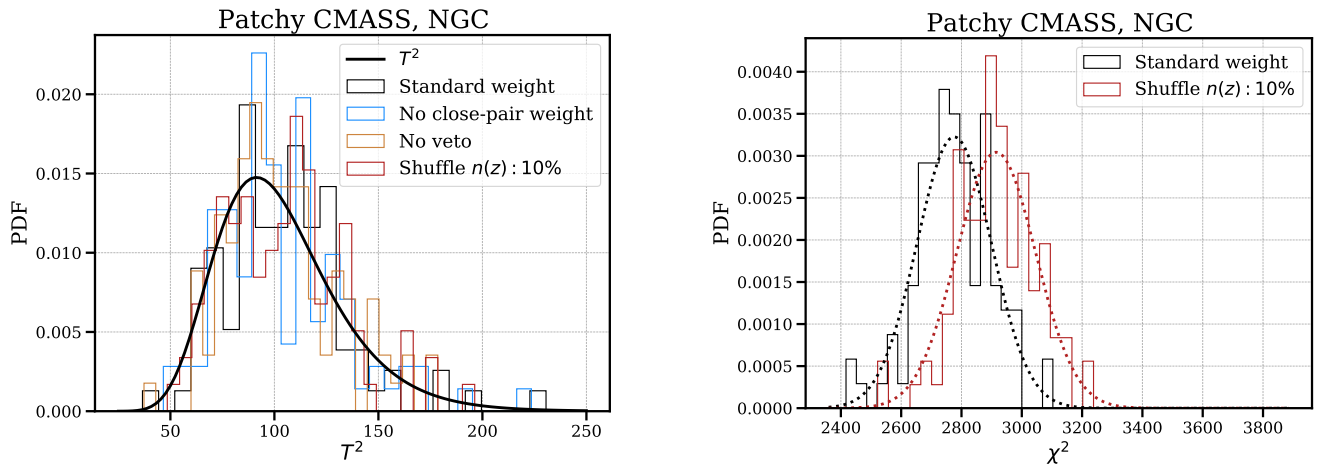 Patchy CMASS, NGC
T²
Standard weight
No close-pair weight
No veto
Shuffle n(z) : 10%
PDF
0.020
0.015
0.010
0.005
0.000
50 100 150 200 250
T²
Patchy CMASS, NGC
Standard weight
Shuffle n(z) : 10%
PDF
0.0040
0.0035
0.0030
0.0025
0.0020
0.0015
0.0010
0.0005
0.0000
2400 2600 2800 3000 3200 3400 3600 3800
χ²